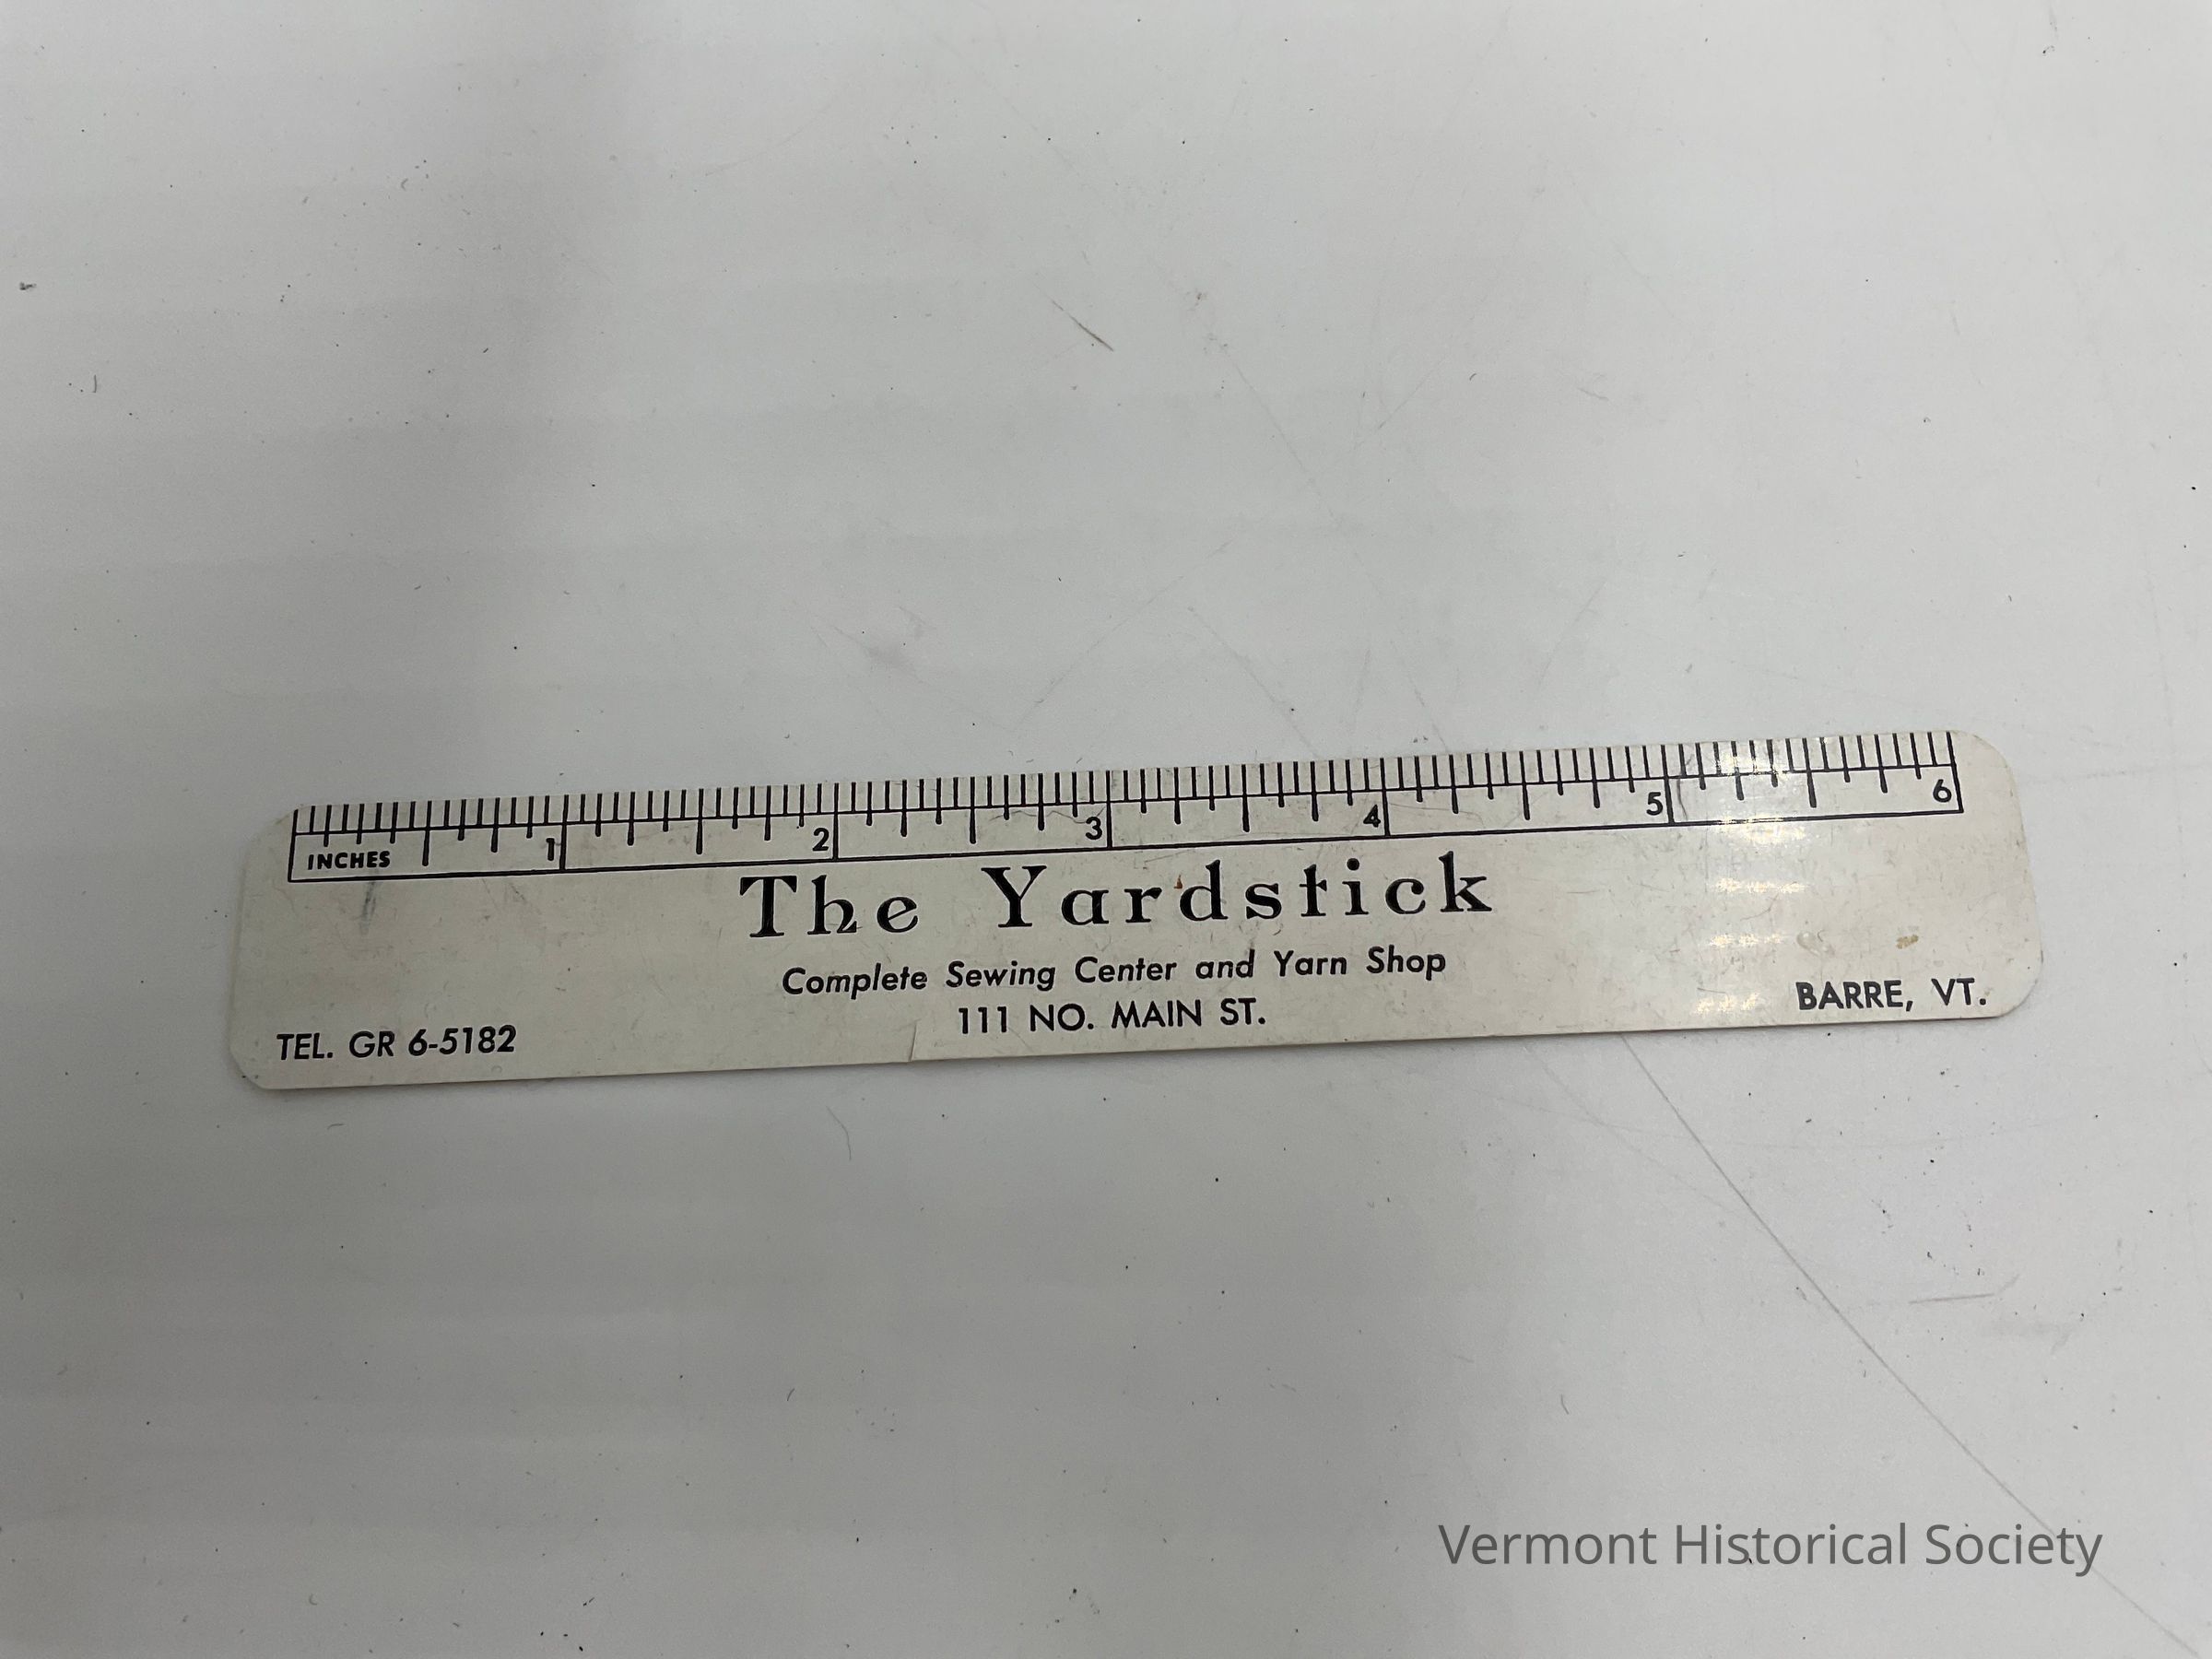 1 2 3 4 5 6
INCHES
The Yardstick
Complete Sewing Center and Yarn Shop
111 NO. MAIN ST.
TEL. GR 6-5182
BARRE, VT.
Vermont Historical Society